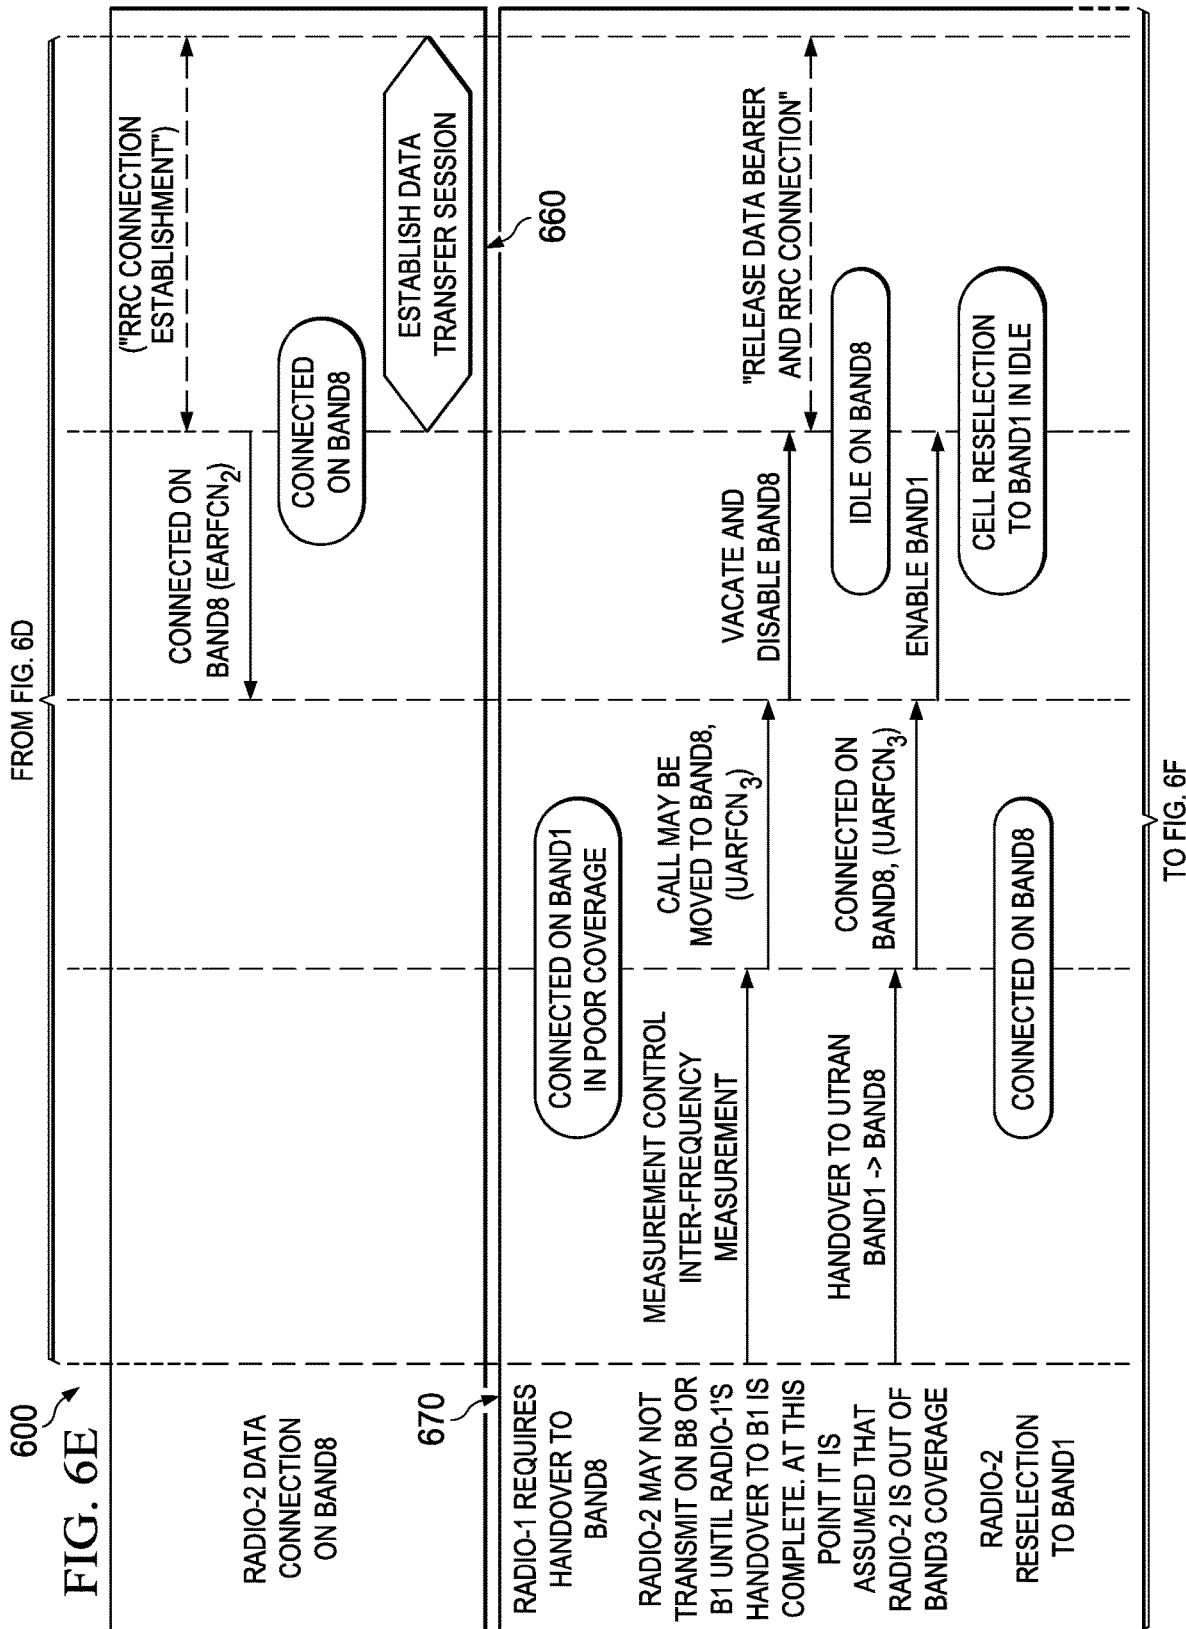 600
FIG. 6E
FROM FIG. 6D
RADIO-2 DATA
CONNECTION
ON BAND8
CONNECTED ON
BAND8 (EARFCN2)
("RRC CONNECTION
ESTABLISHMENT")
CONNECTED
ON BAND8
ESTABLISH DATA
TRANSFER SESSION
660
670
RADIO-1 REQUIRES
HANDOVER TO
BAND8
CONNECTED ON BAND1
IN POOR COVERAGE
RADIO-2 MAY NOT
TRANSMIT ON B8 OR
B1 UNTIL RADIO-1'S
HANDOVER TO B1 IS
COMPLETE. AT THIS
POINT IT IS
ASSUMED THAT
RADIO-2 IS OUT OF
BAND3 COVERAGE
MEASUREMENT CONTROL
INTER-FREQUENCY
MEASUREMENT
CALL MAY BE
MOVED TO BAND8,
(UARFCN3)
VACATE AND
DISABLE BAND8
"RELEASE DATA BEARER
AND RRC CONNECTION"
HANDOVER TO UTRAN
BAND1 -> BAND8
CONNECTED ON
BAND8, (UARFCN3)
IDLE ON BAND8
ENABLE BAND1
RADIO-2
RESELECTION
TO BAND1
CONNECTED ON BAND8
CELL RESELECTION
TO BAND1 IN IDLE
TO FIG. 6F